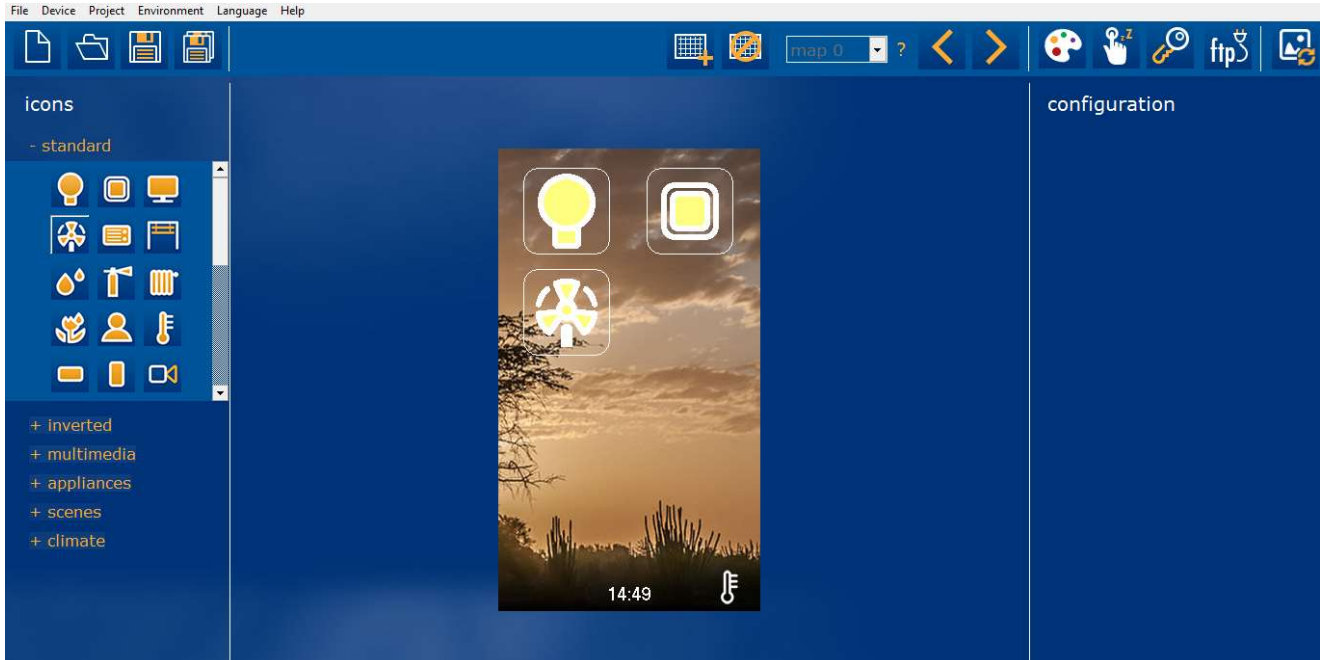 File Device Project Environment Language Help
map 0 ?
ftp
icons
configuration
- standard
+ inverted
+ multimedia
+ appliances
+ scenes
+ climate
14:49